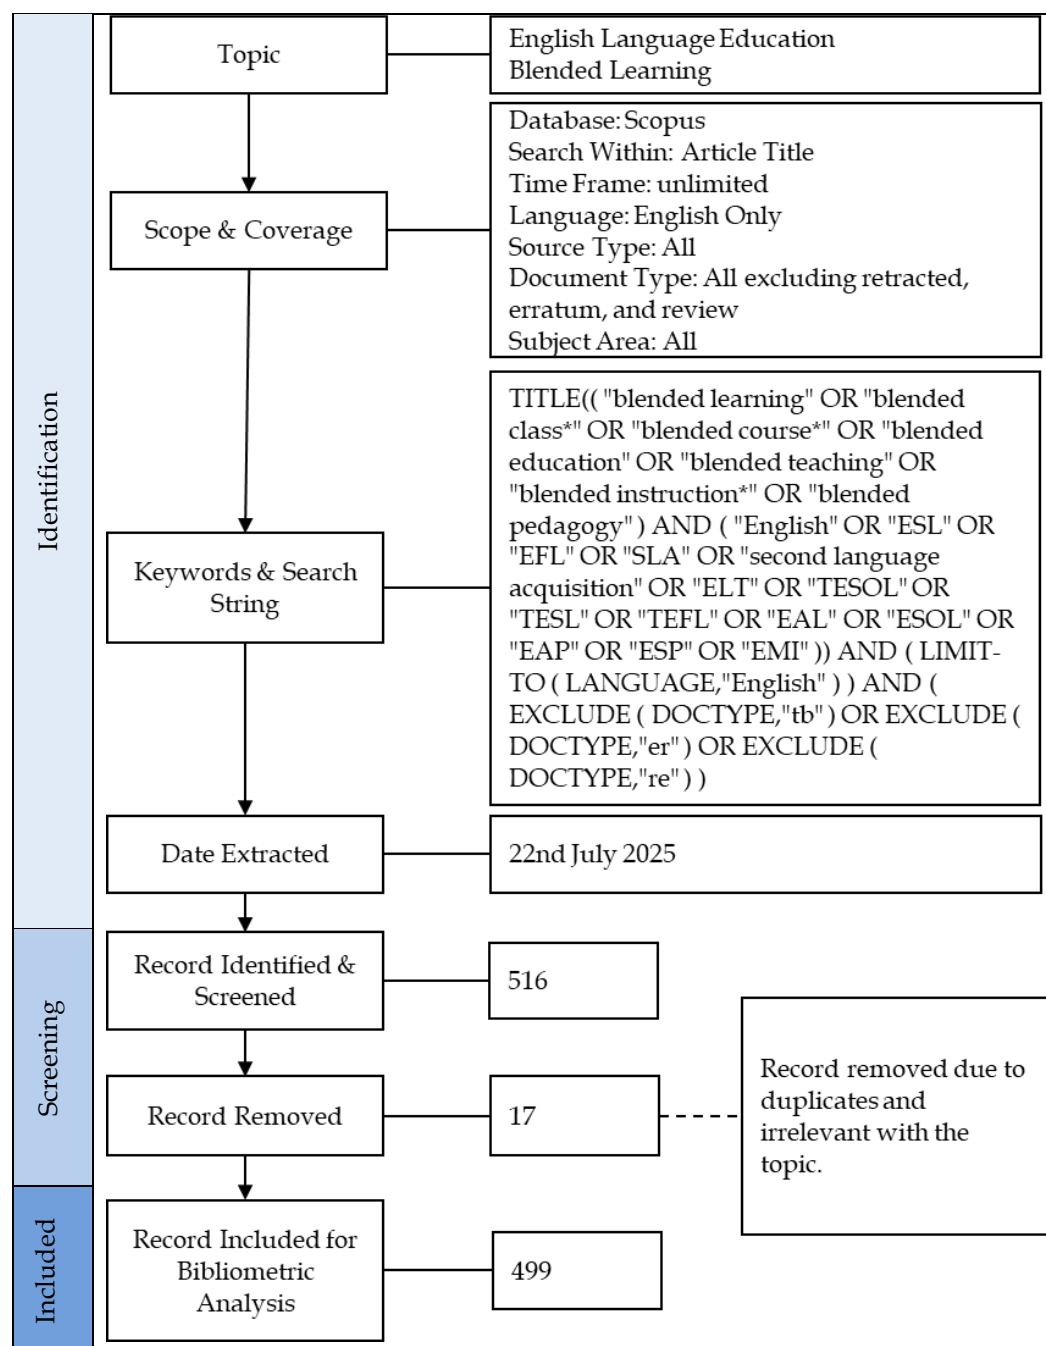 Identification
Topic
English Language Education
Blended Learning
Scope & Coverage
Database: Scopus
Search Within: Article Title
Time Frame: unlimited
Language: English Only
Source Type: All
Document Type: All excluding retracted,
erratum, and review
Subject Area: All
Keywords & Search
String
TITLE(( "blended learning" OR "blended
class*" OR "blended course*" OR "blended
education" OR "blended teaching" OR
"blended instruction*" OR "blended
pedagogy" ) AND ( "English" OR "ESL" OR
"EFL" OR "SLA" OR "second language
acquisition" OR "ELT" OR "TESOL" OR
"TESL" OR "TEFL" OR "EAL" OR "ESOL" OR
"EAP" OR "ESP" OR "EMI" )) AND ( LIMIT-
TO ( LANGUAGE,"English" ) ) AND (
EXCLUDE ( DOCTYPE,"tb" ) OR EXCLUDE (
DOCTYPE,"er" ) OR EXCLUDE (
DOCTYPE,"re" ) )
Date Extracted
22nd July 2025
Screening
Record Identified &
Screened
516
Record Removed
17
Record removed due to
duplicates and
irrelevant with the
topic.
Included
Record Included for
Bibliometric
Analysis
499